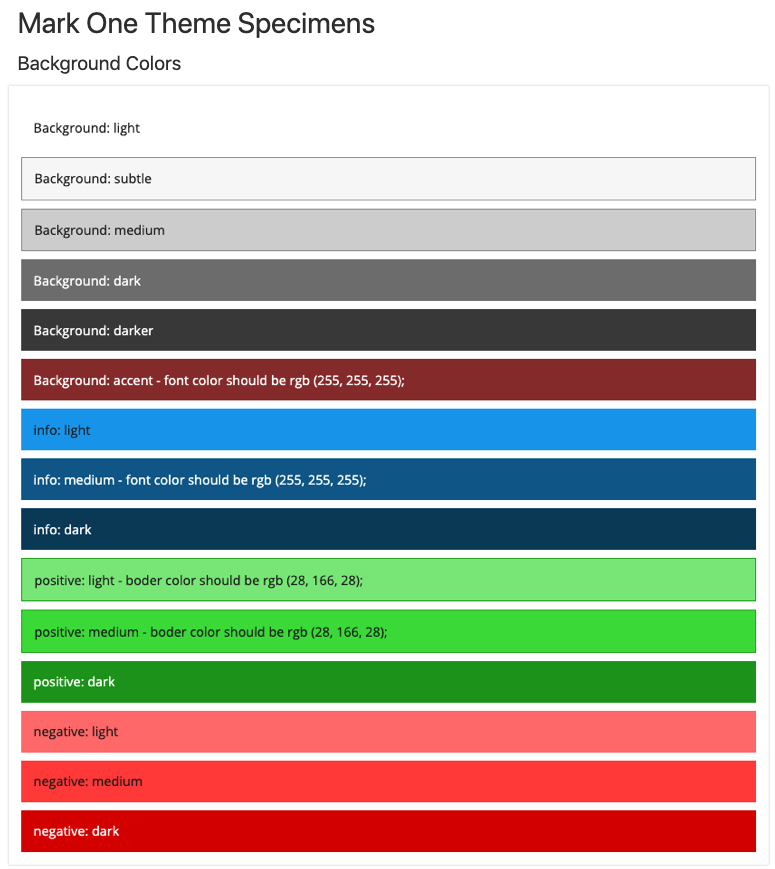 Mark One Theme Specimens
Background Colors
Background: light
Background: subtle
Background: medium
Background: dark
Background: darker
Background: accent - font color should be rgb (255, 255, 255);
info: light
info: medium - font color should be rgb (255, 255, 255);
info: dark
positive: light - boder color should be rgb (28, 166, 28);
positive: medium - boder color should be rgb (28, 166, 28);
positive: dark
negative: light
negative: medium
negative: dark